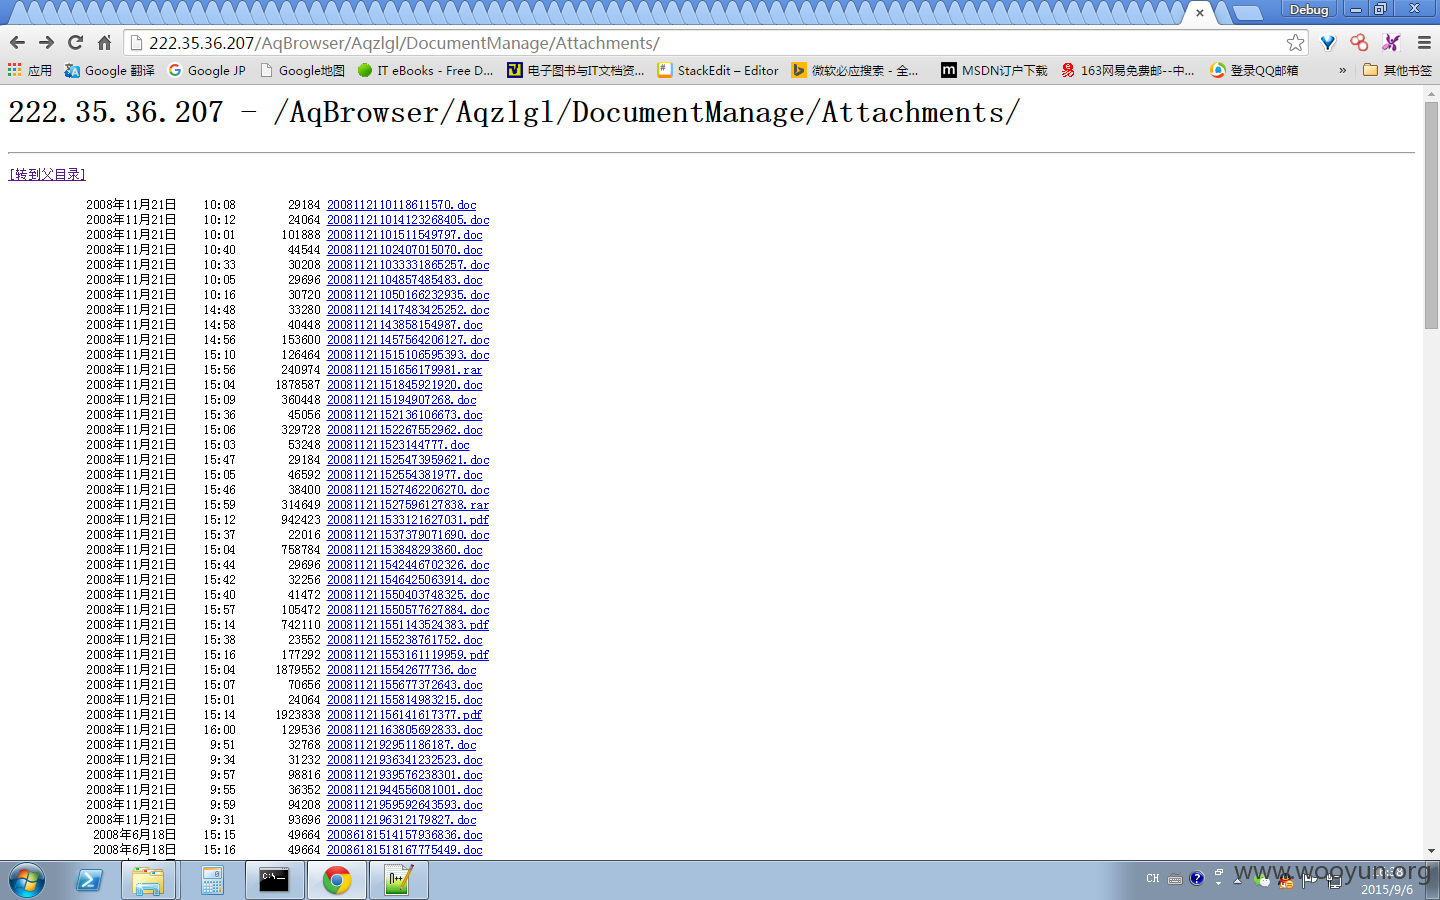 Debug
222.35.36.207/AqBrowser/Aqzlgl/DocumentManage/Attachments/
应用 Google 翻译 Google JP Google地图 IT eBooks - Free D... 电子图书与IT文档资... StackEdit – Editor 微软必应搜索 - 全... MSDN订户下载 163网易免费邮--中... 登录QQ邮箱 » 其他书签
222.35.36.207 - /AqBrowser/Aqzlgl/DocumentManage/Attachments/
[转到父目录]
2008年11月21日 10:08 29184 2008112110118611570.doc
2008年11月21日 10:12 24064 20081121101412326​8405.doc
2008年11月21日 10:01 101888 20081121101511549797.doc
2008年11月21日 10:40 44544 20081121102407015070.doc
2008年11月21日 10:33 30208 200811211033331865257.doc
2008年11月21日 10:05 29696 20081121104857485483.doc
2008年11月21日 10:16 30720 200811211050166232935.doc
2008年11月21日 14:48 33280 200811211417483425252.doc
2008年11月21日 14:58 40448 20081121143858154987.doc
2008年11月21日 14:56 153600 200811211457564206127.doc
2008年11月21日 15:10 126464 200811211515106595393.doc
2008年11月21日 15:56 240974 20081121151656179981.rar
2008年11月21日 15:04 1878587 20081121151845921920.doc
2008年11月21日 15:09 360448 2008112115194907268.doc
2008年11月21日 15:36 45056 20081121152136106673.doc
2008年11月21日 15:06 329728 20081121152267552962.doc
2008年11月21日 15:03 53248 200811211523144777.doc
2008年11月21日 15:47 29184 200811211525473959621.doc
2008年11月21日 15:05 46592 20081121152554381977.doc
2008年11月21日 15:46 38400 200811211527462206270.doc
2008年11月21日 15:59 314649 200811211527596127838.rar
2008年11月21日 15:12 942423 200811211533121627031.pdf
2008年11月21日 15:37 22016 200811211537379071690.doc
2008年11月21日 15:04 758784 20081121153848293860.doc
2008年11月21日 15:44 29696 200811211542446702326.doc
2008年11月21日 15:42 32256 200811211546425063914.doc
2008年11月21日 15:40 41472 200811211550403748325.doc
2008年11月21日 15:57 105472 200811211550577627884.doc
2008年11月21日 15:14 742110 200811211551143524383.pdf
2008年11月21日 15:38 23552 20081121155238761752.doc
2008年11月21日 15:16 177292 200811211553161119959.pdf
2008年11月21日 15:04 1879552 2008112115542677736.doc
2008年11月21日 15:07 70656 20081121155677372643.doc
2008年11月21日 15:01 24064 20081121155814983215.doc
2008年11月21日 15:14 1923838 20081121156141617377.pdf
2008年11月21日 16:00 129536 20081121163805692833.doc
2008年11月21日 9:51 32768 2008112192951186187.doc
2008年11月21日 9:34 31232 20081121936341232523.doc
2008年11月21日 9:57 98816 20081121939576238301.doc
2008年11月21日 9:55 36352 20081121944556081001.doc
2008年11月21日 9:59 94208 20081121959592643593.doc
2008年11月21日 9:31 93696 2008112196312179827.doc
2008年6月18日 15:15 49664 20086181514157936836.doc
2008年6月18日 15:16 49664 20086181518167775449.doc
CH
www.wooyun.org
2015/9/6